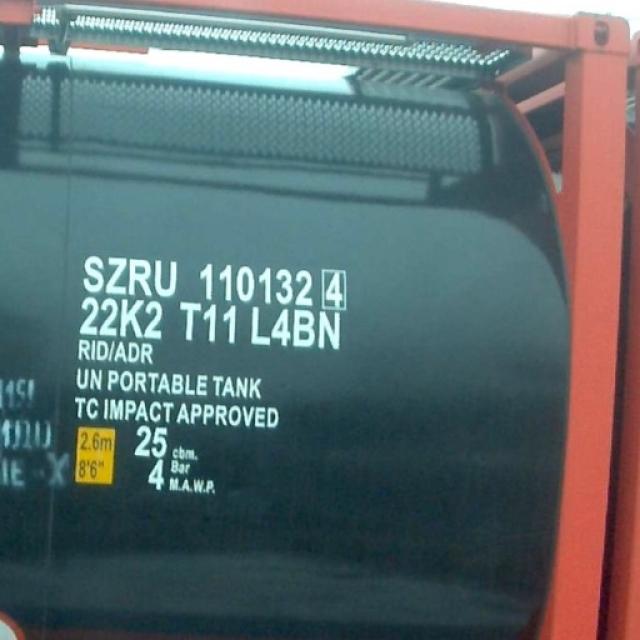 SZRU 110132 4
22K2 T11 L4BN
RID/ADR
UN PORTABLE TANK
TC IMPACT APPROVED
2.6m
8'6"
25 cbm.
4 Bar
M.A.W.P.